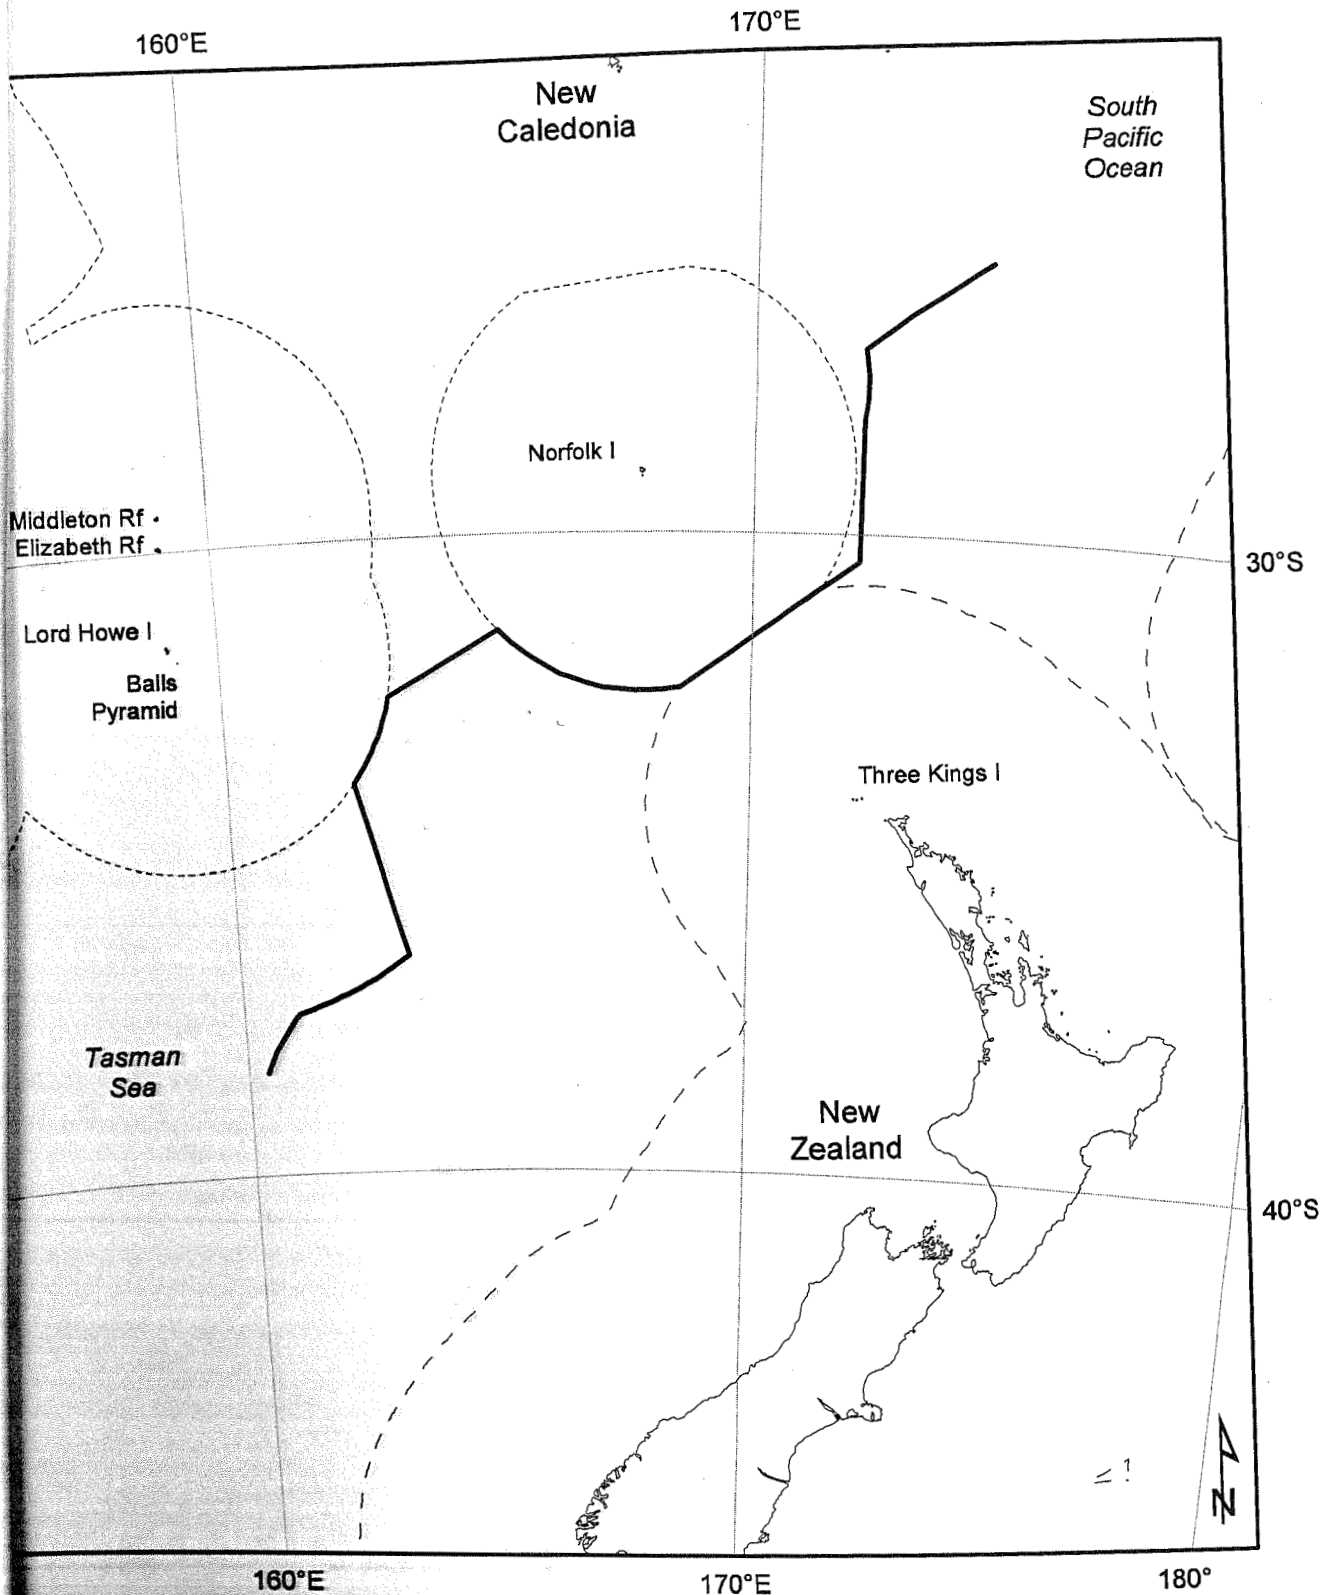 160°E
170°E
New
Caledonia
South
Pacific
Ocean
Norfolk I
Middleton Rf
Elizabeth Rf
30°S
Lord Howe I
Balls
Pyramid
Three Kings I
Tasman
Sea
New
Zealand
40°S
N
160°E
170°E
180°